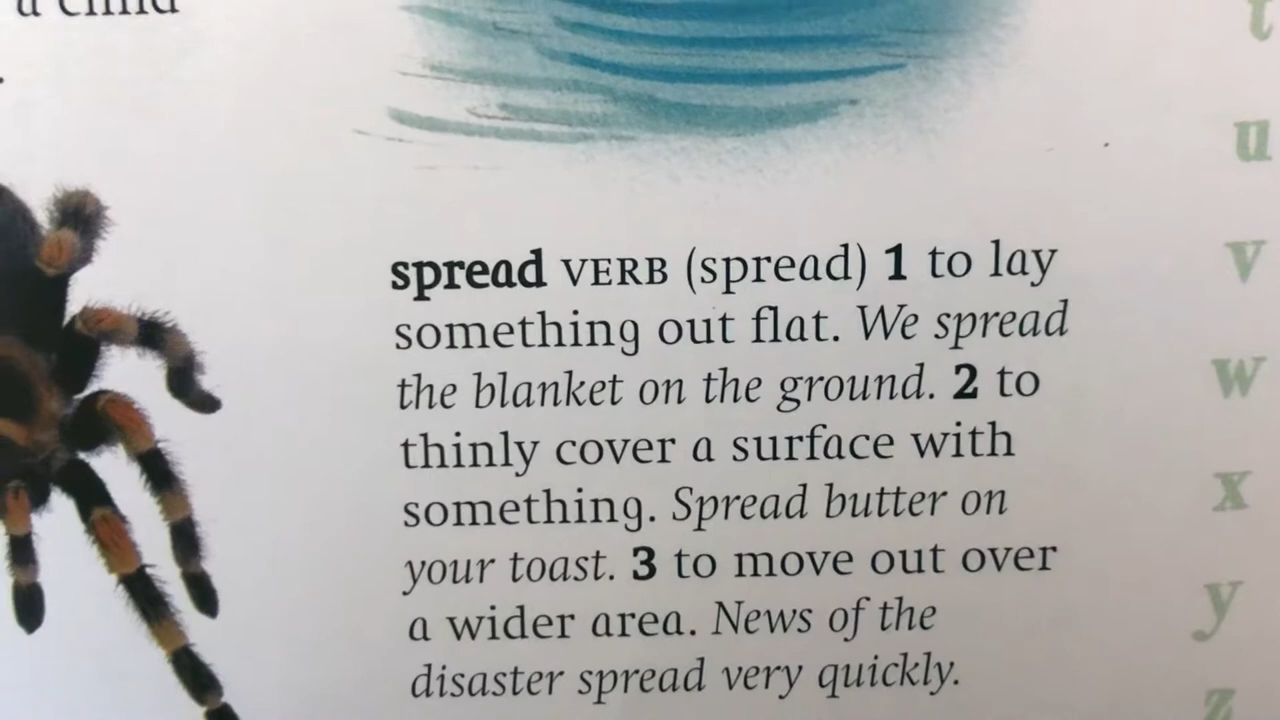 a child
spread VERB (spread) 1 to lay
something out flat. We spread
the blanket on the ground. 2 to
thinly cover a surface with
something. Spread butter on
your toast. 3 to move out over
a wider area. News of the
disaster spread very quickly.
t
u
v
w
x
y
z